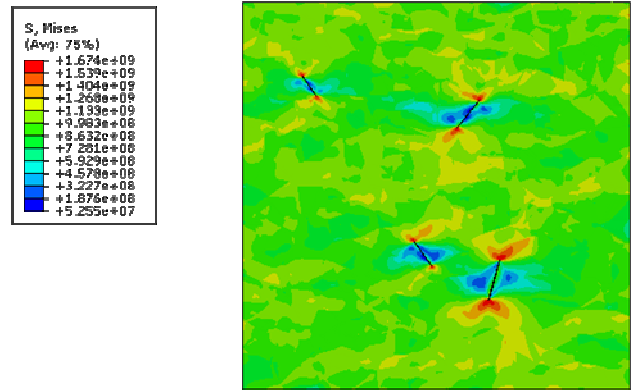 S, Mises
(Avg: 75%)
+1.674e+09
+1.539e+09
+1.404e+09
+1.268e+09
+1.133e+09
+9.983e+08
+8.632e+08
+7.281e+08
+5.929e+08
+4.578e+08
+3.227e+08
+1.876e+08
+5.255e+07